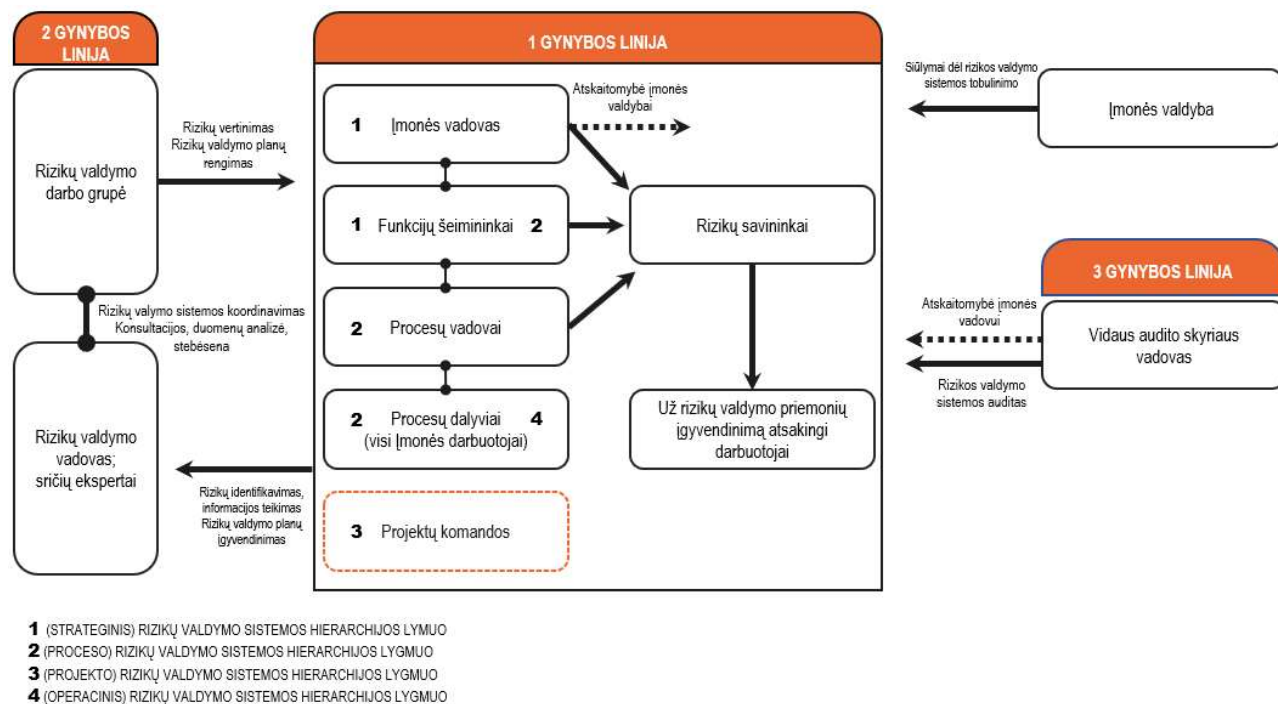 2 GYNYBOS
LINIJA
Rizikų valdymo
darbo grupė
Rizikų vertinimas
Rizikų valdymo planų
rengimas
Rizikų valymo sistemos koordinavimas
Konsultacijos, duomenų analizė,
stebėsena
Rizikų valdymo
vadovas;
sričių ekspertai
Rizikų identifikavimas,
informacijos teikimas
Rizikų valdymo planų
įgyvendinimas
1 GYNYBOS LINIJA
1 Įmonės vadovas
Atskaitomybė įmonės
valdybai
1 Funkcijų šeimininkai 2
Rizikų savininkai
2 Procesų vadovai
2 Procesų dalyviai 4
(visi Įmonės darbuotojai)
Už rizikų valdymo priemonių
įgyvendinimą atsakingi
darbuotojai
3 Projektų komandos
Siūlymai dėl rizikos valdymo
sistemos tobulinimo
Įmonės valdyba
3 GYNYBOS LINIJA
Atskaitomybė įmonės
vadovui
Vidaus audito skyriaus
vadovas
Rizikos valdymo
sistemos auditas
1 (STRATEGINIS) RIZIKŲ VALDYMO SISTEMOS HIERARCHIJOS LYMUO
2 (PROCESO) RIZIKŲ VALDYMO SISTEMOS HIERARCHIJOS LYGMUO
3 (PROJEKTO) RIZIKŲ VALDYMO SISTEMOS HIERARCHIJOS LYGMUO
4 (OPERACINIS) RIZIKŲ VALDYMO SISTEMOS HIERARCHIJOS LYGMUO